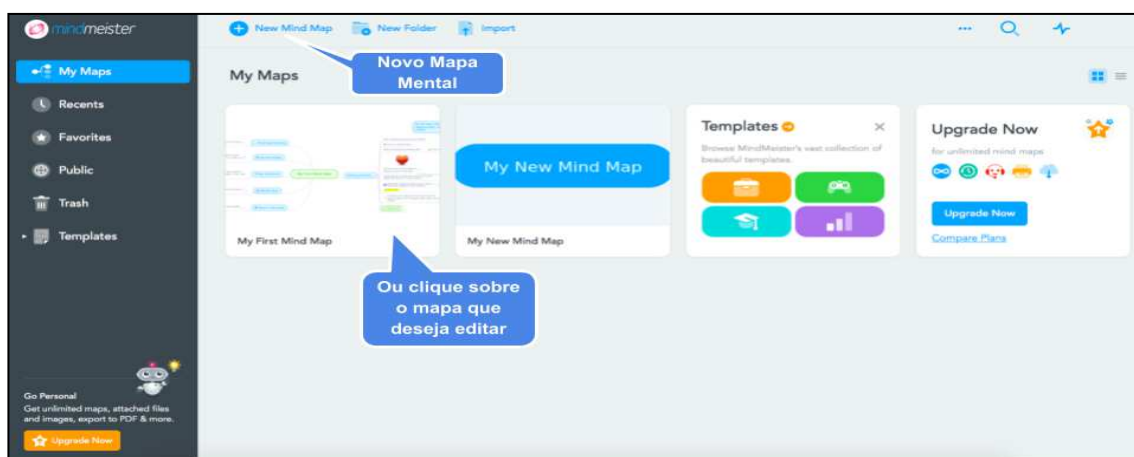 mindmeister
New Mind Map
New Folder
Import
Novo Mapa
Mental
My Maps
Recents
Favorites
Public
Trash
Templates
My Maps
My New Mind Map
My First Mind Map
My New Mind Map
Templates
Browse MindMeister's vast collection of
beautiful templates.
Upgrade Now
for unlimited mind maps
Upgrade Now
Compare Plans
Ou clique sobre
o mapa que
deseja editar
Go Personal
Get unlimited maps, attached files
and images, export to PDF & more.
Upgrade Now